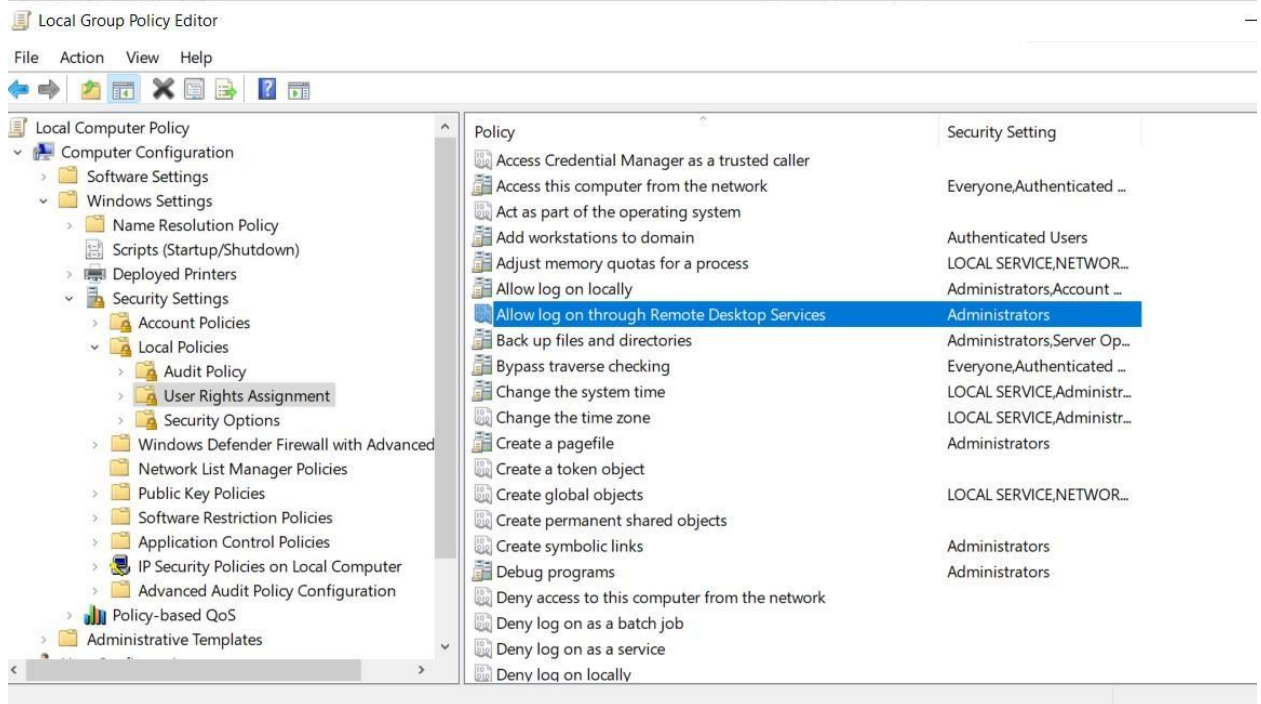 Local Group Policy Editor
File Action View Help
Local Computer Policy
Computer Configuration
Software Settings
Windows Settings
Name Resolution Policy
Scripts (Startup/Shutdown)
Deployed Printers
Security Settings
Account Policies
Local Policies
Audit Policy
User Rights Assignment
Security Options
Windows Defender Firewall with Advanced
Network List Manager Policies
Public Key Policies
Software Restriction Policies
Application Control Policies
IP Security Policies on Local Computer
Advanced Audit Policy Configuration
Policy-based QoS
Administrative Templates
Policy Security Setting
Access Credential Manager as a trusted caller
Access this computer from the network Everyone,Authenticated ...
Act as part of the operating system
Add workstations to domain Authenticated Users
Adjust memory quotas for a process LOCAL SERVICE,NETWOR...
Allow log on locally Administrators,Account ...
Allow log on through Remote Desktop Services Administrators
Back up files and directories Administrators,Server Op...
Bypass traverse checking Everyone,Authenticated ...
Change the system time LOCAL SERVICE,Administr...
Change the time zone LOCAL SERVICE,Administr...
Create a pagefile Administrators
Create a token object
Create global objects LOCAL SERVICE,NETWOR...
Create permanent shared objects
Create symbolic links Administrators
Debug programs Administrators
Deny access to this computer from the network
Deny log on as a batch job
Deny log on as a service
Deny log on locally